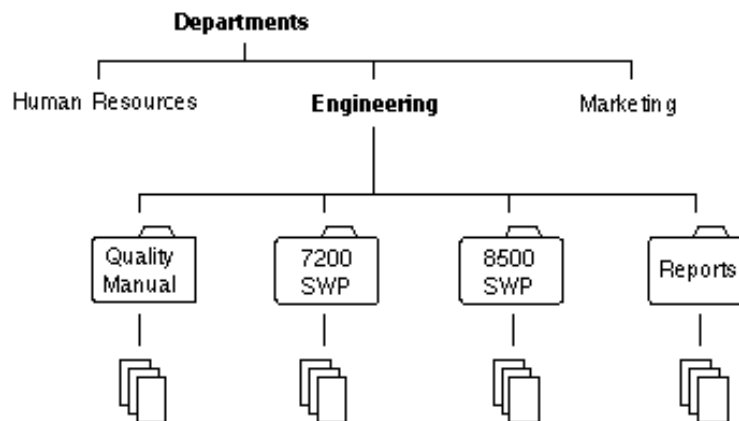 Departments
Human Resources
Engineering
Marketing
Quality
Manual
7200
SWP
8500
SWP
Reports